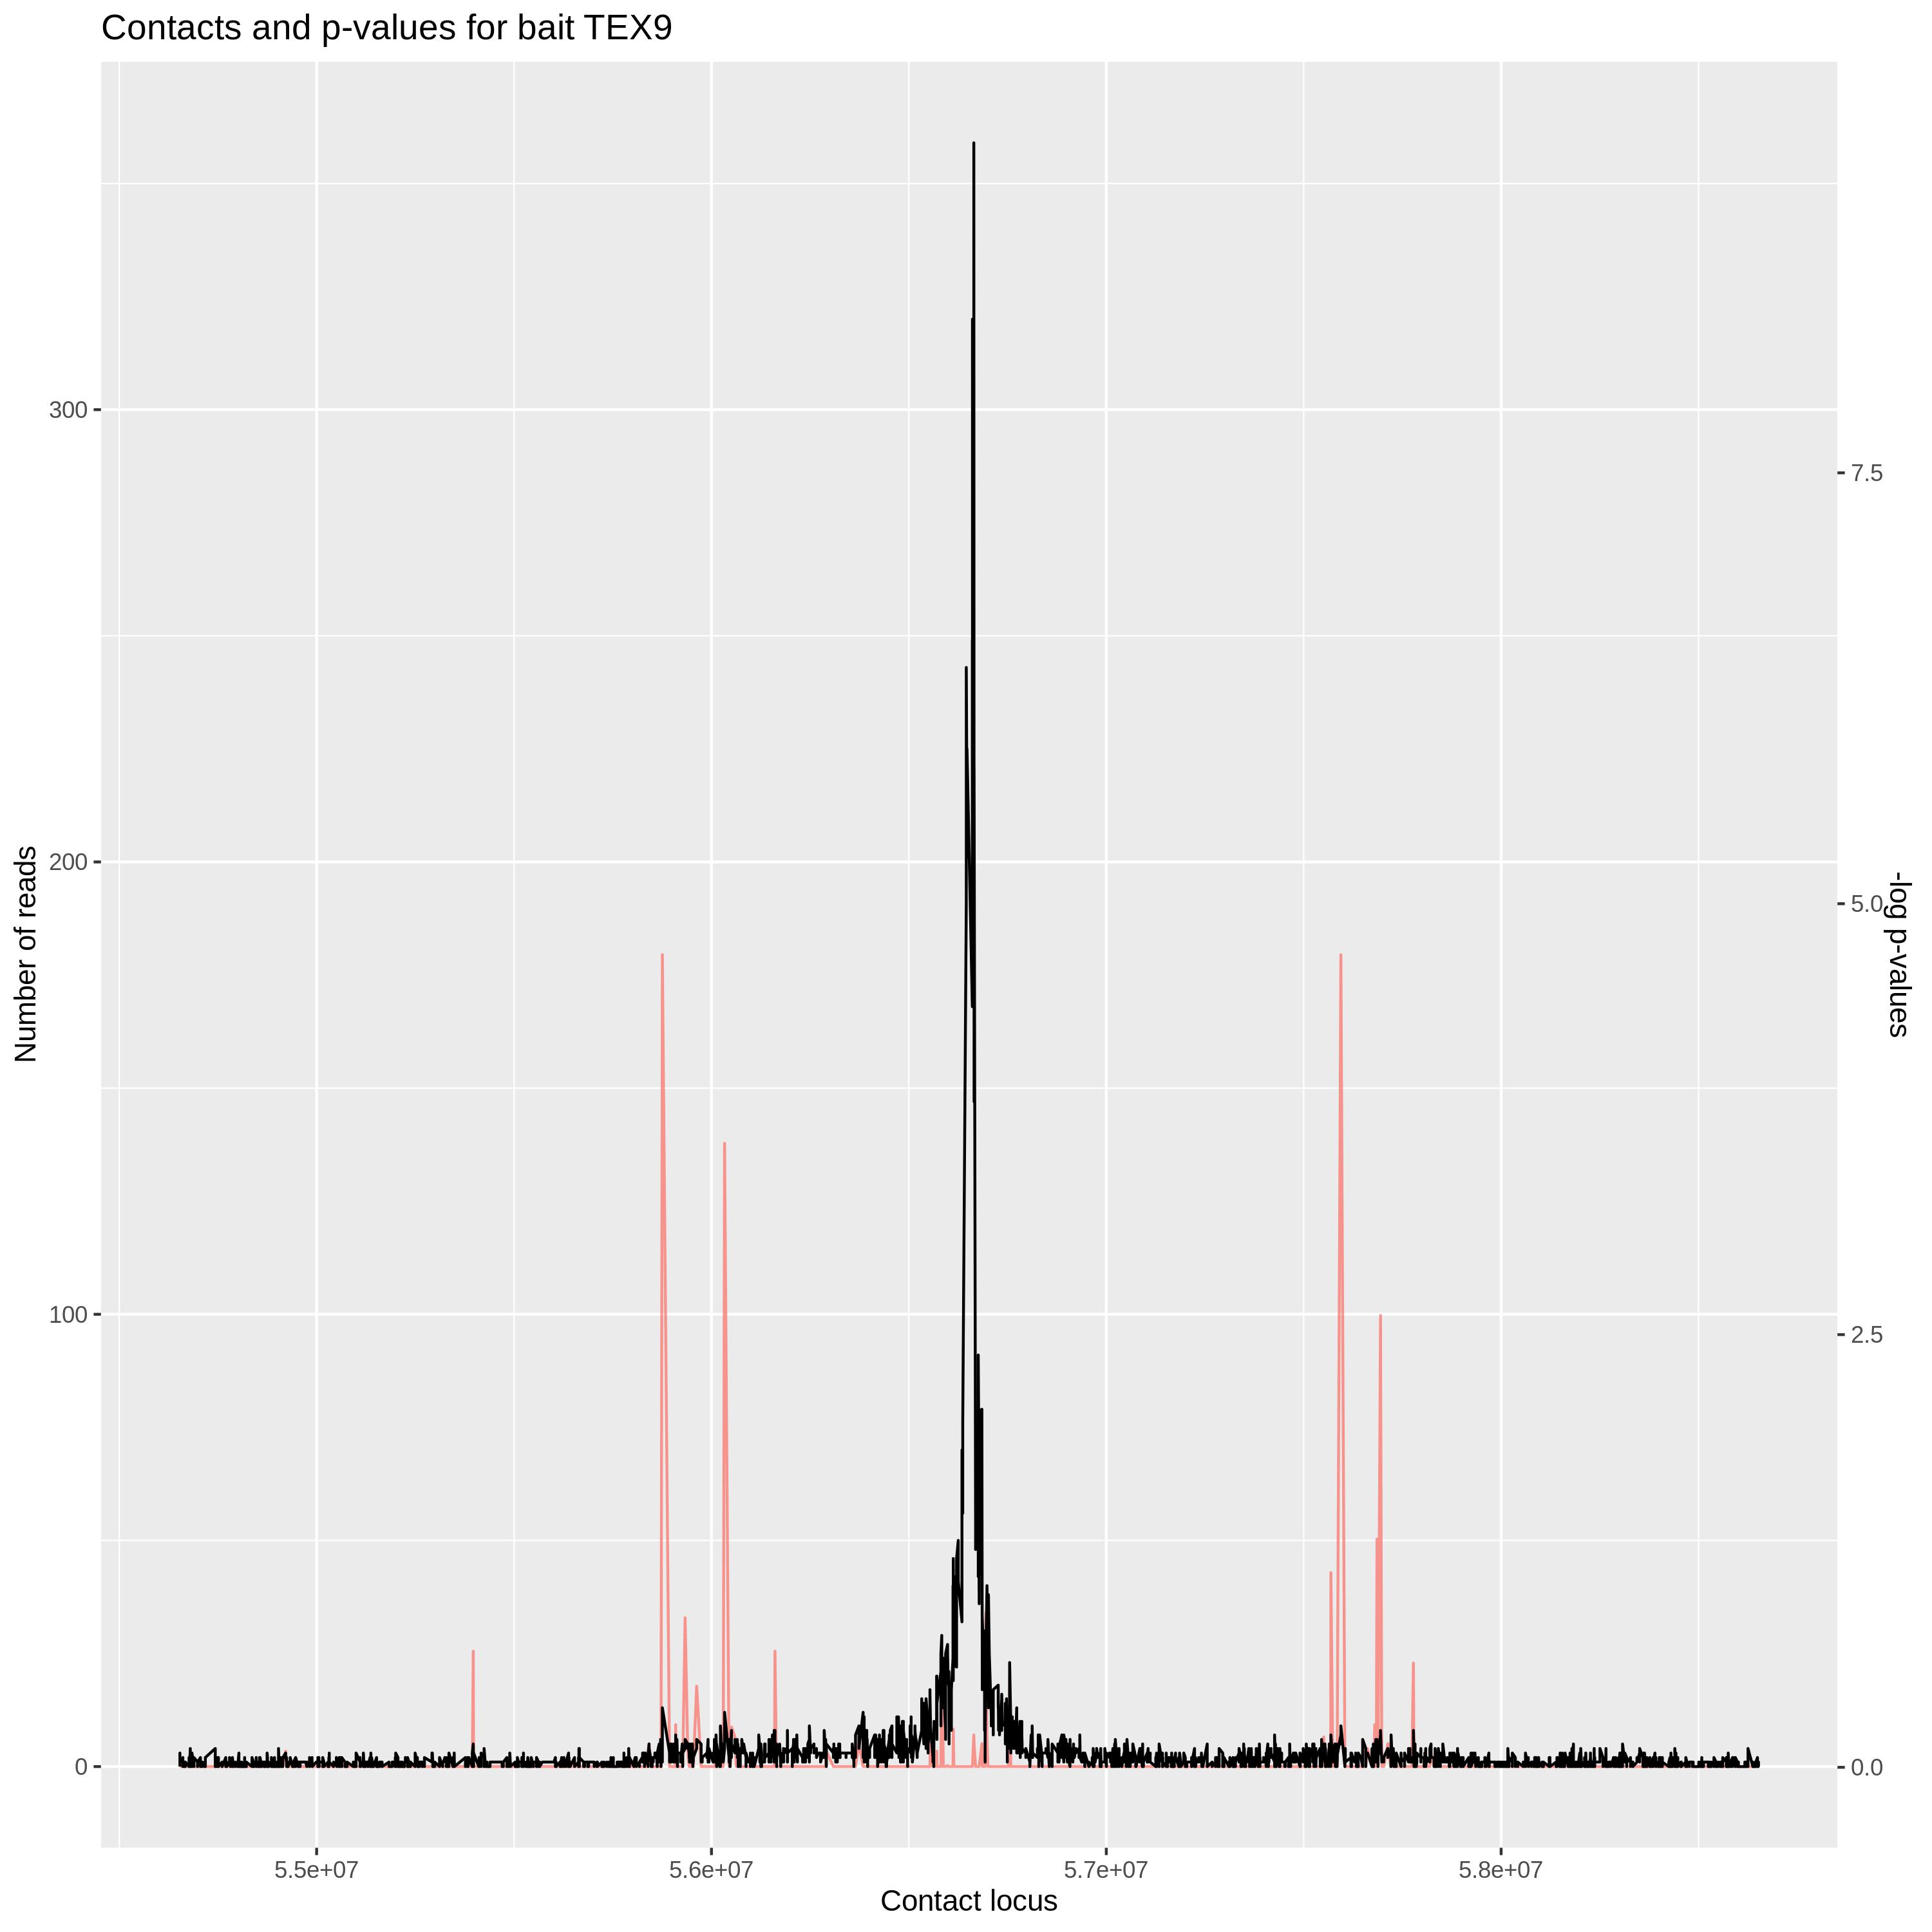 Contacts and p-values for bait TEX9
Number of reads
300
200
100
0
7.5
5.0
2.5
0.0
-log p-values
5.5e+07
5.6e+07
5.7e+07
5.8e+07
Contact locus